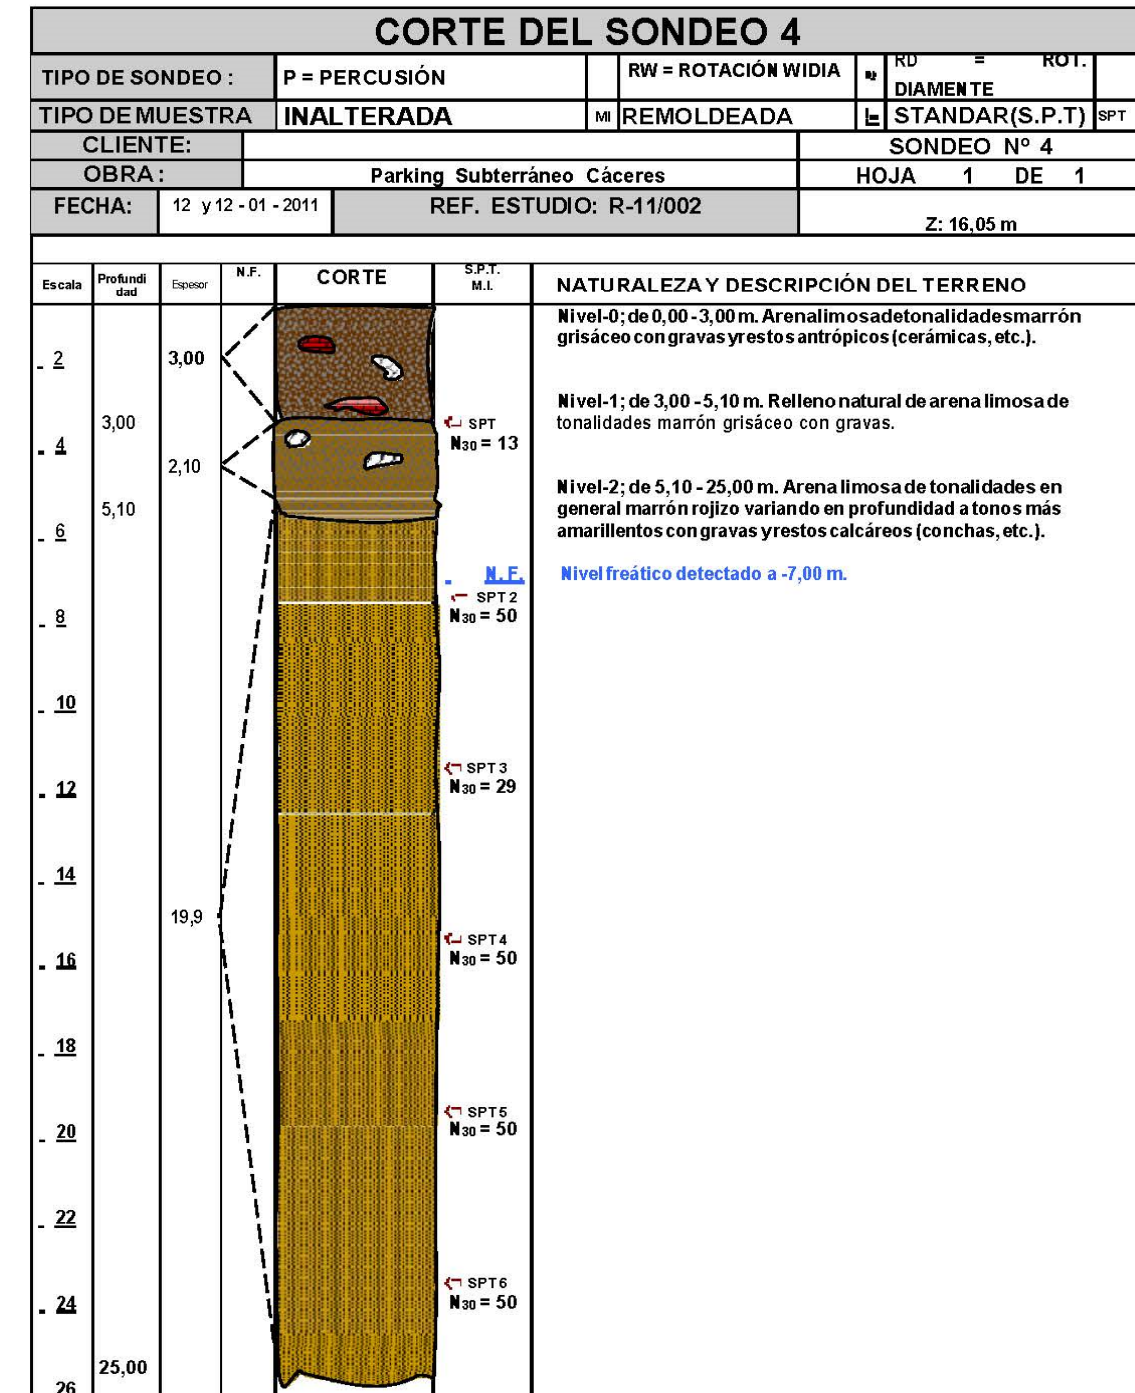 CORTE DEL SONDEO 4
TIPO DE SONDEO : P = PERCUSIÓN RW = ROTACIÓN WIDIA RD = ROT. DIAMENTE
TIPO DE MUESTRA INALTERADA MI REMOLDEADA STANDAR(S.P.T) SPT
CLIENTE: SONDEO Nº 4
OBRA: Parking Subterráneo Cáceres HOJA 1 DE 1
FECHA: 12 y 12 - 01 - 2011 REF. ESTUDIO: R-11/002 Z: 16,05 m
Escala Profundidad Espesor N.F. CORTE S.P.T. M.I. NATURALEZA Y DESCRIPCIÓN DEL TERRENO
Nivel-0; de 0,00 - 3,00 m. Arena limosa de tonalidades marrón
grisáceo con gravas y restos antrópicos (cerámicas, etc.).
2 3,00
Nivel-1; de 3,00 - 5,10 m. Relleno natural de arena limosa de
tonalidades marrón grisáceo con gravas.
3,00 SPT
4 N30 = 13
2,10
Nivel-2; de 5,10 - 25,00 m. Arena limosa de tonalidades en
general marrón rojizo variando en profundidad a tonos más
amarillentos con gravas y restos calcáreos (conchas, etc.).
5,10
6
N.F. Nivel freático detectado a -7,00 m.
SPT 2
8 N30 = 50
10
SPT 3
12 N30 = 29
14
19,9
SPT 4
16 N30 = 50
18
SPT 5
20 N30 = 50
22
SPT 6
24 N30 = 50
25,00
26